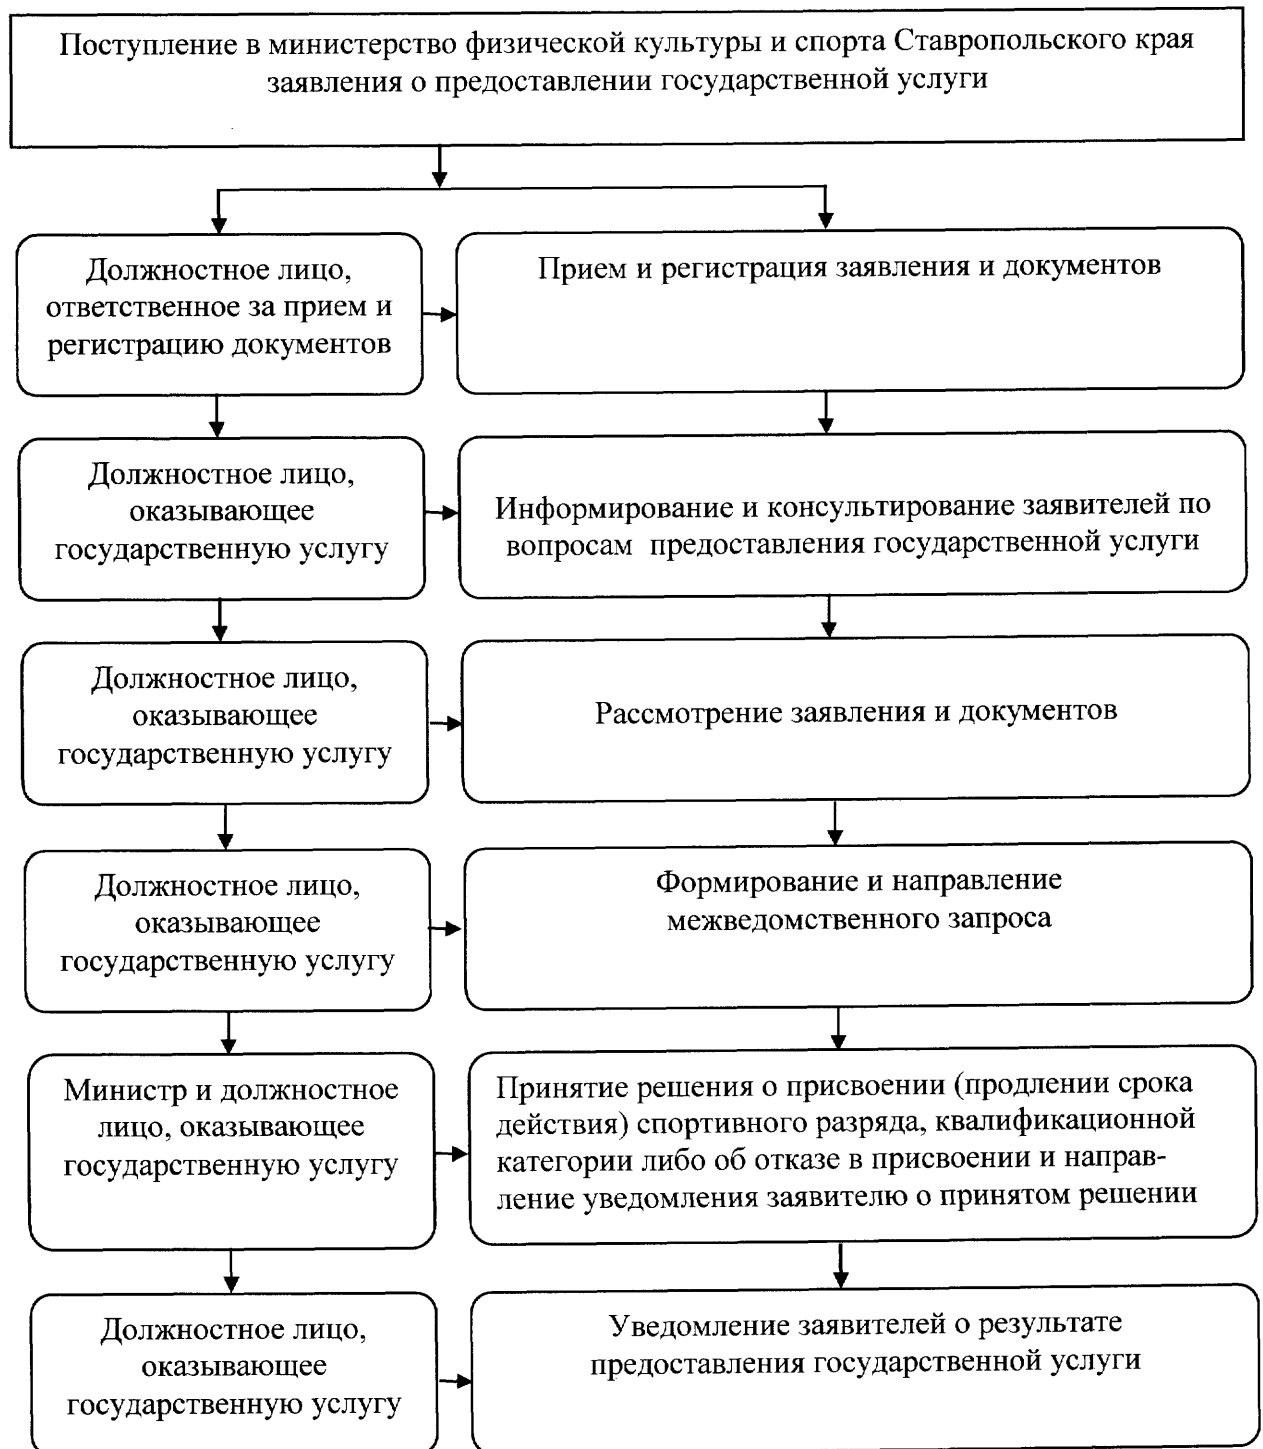 Поступление в министерство физической культуры и спорта Ставропольского края
заявления о предоставлении государственной услуги
Должностное лицо,
ответственное за прием и
регистрацию документов
Прием и регистрация заявления и документов
Должностное лицо,
оказывающее
государственную услугу
Информирование и консультирование заявителей по
вопросам предоставления государственной услуги
Должностное лицо,
оказывающее
государственную услугу
Рассмотрение заявления и документов
Должностное лицо,
оказывающее
государственную услугу
Формирование и направление
межведомственного запроса
Министр и должностное
лицо, оказывающее
государственную услугу
Принятие решения о присвоении (продлении срока
действия) спортивного разряда, квалификационной
категории либо об отказе в присвоении и направ-
ление уведомления заявителю о принятом решении
Должностное лицо,
оказывающее
государственную услугу
Уведомление заявителей о результате
предоставления государственной услуги